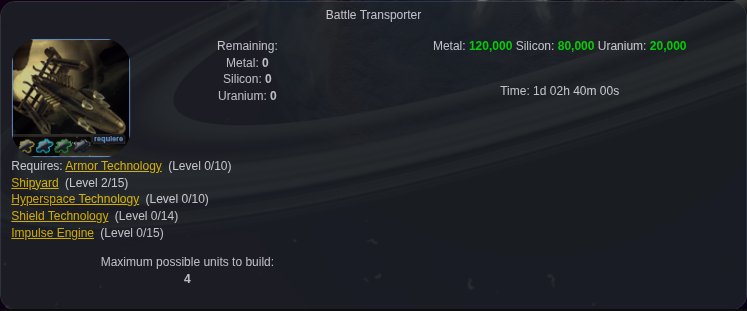 Battle Transporter
Remaining:
Metal: 0
Silicon: 0
Uranium: 0
Metal: 120,000 Silicon: 80,000 Uranium: 20,000
Time: 1d 02h 40m 00s
requiere
Requires: Armor Technology (Level 0/10)
Shipyard (Level 2/15)
Hyperspace Technology (Level 0/10)
Shield Technology (Level 0/14)
Impulse Engine (Level 0/15)
Maximum possible units to build:
4